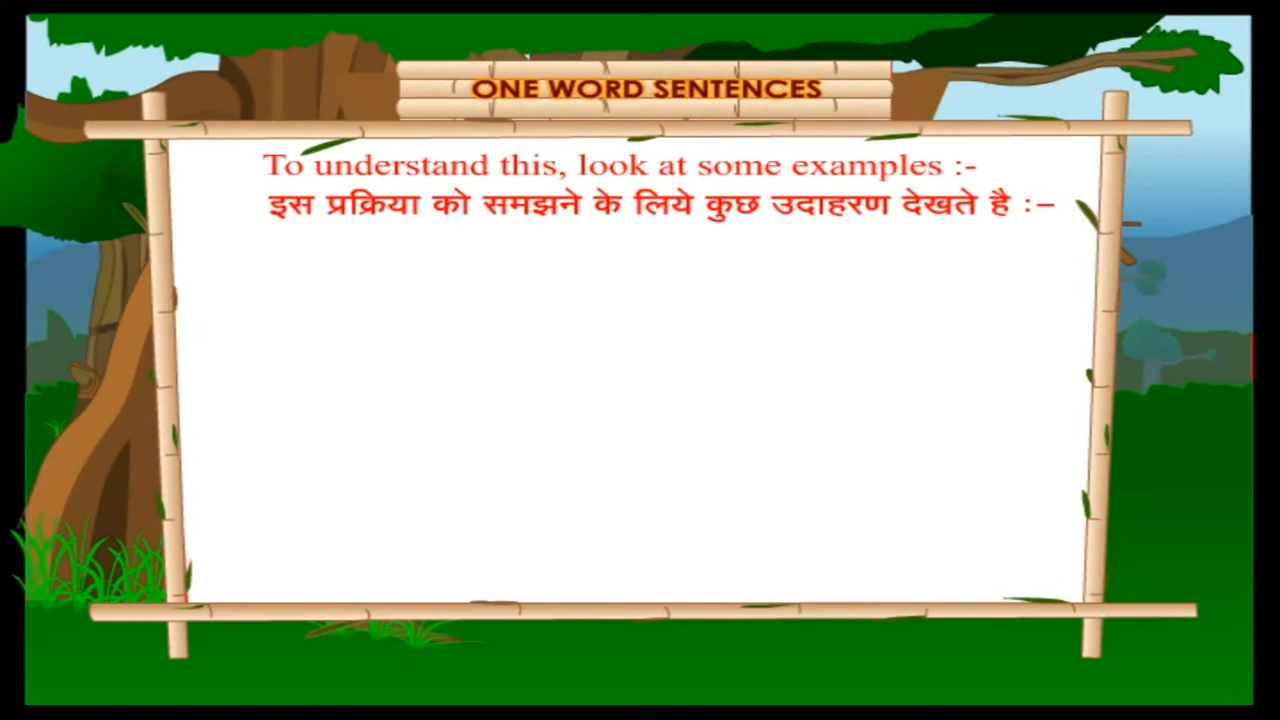 ONE WORD SENTENCES
To understand this, look at some examples :-
इस प्रक्रिया को समझने के लिये कुछ उदाहरण देखते है :–